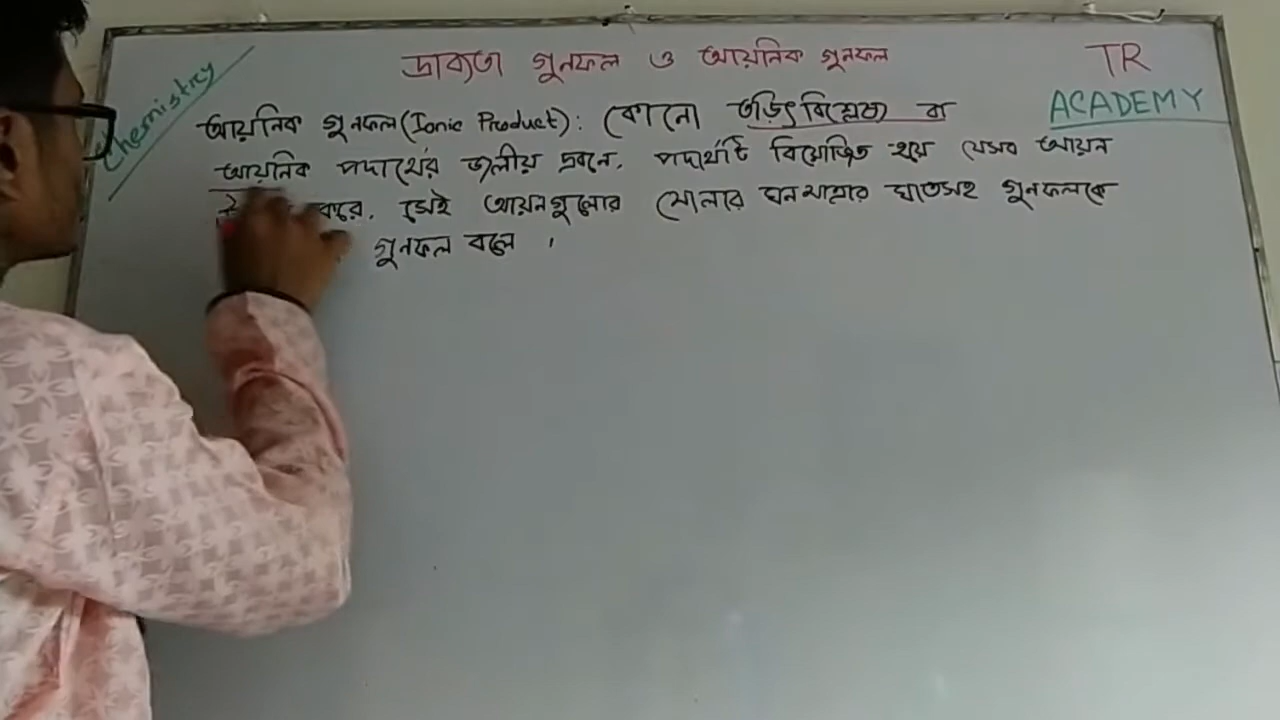 দ্রাব্যতা গুনফল ও আয়নিক গুনফল
TR
ACADEMY
Chemistry
আয়নিক গুনফল (Ionic Product): কোনো তড়িৎ বিশ্লেষ্য বা
আয়নিক পদার্থের জলীয় দ্রবনে, পদার্থটি বিয়োজিত হয়ে যেসব আয়ন
করে, সেই আয়নগুলোর মোলার ঘনমাত্রার ঘাতসহ গুনফলকে
গুনফল বলে ।